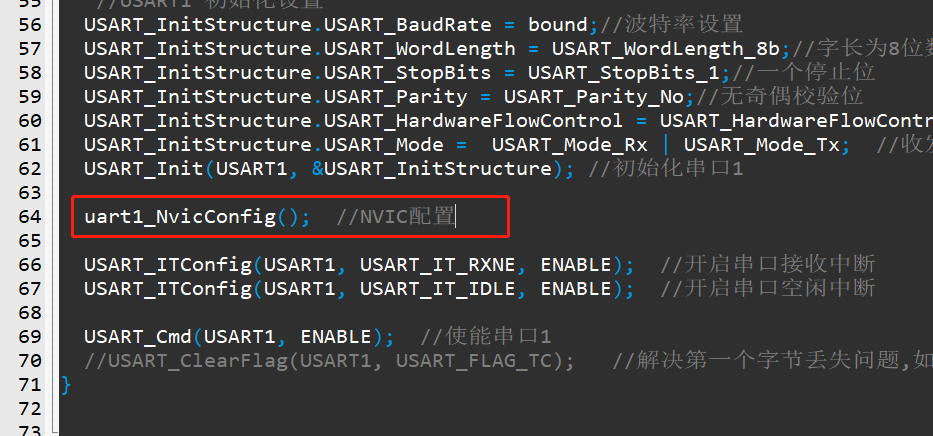 55 //USART1 初始化设置
56 USART_InitStructure.USART_BaudRate = bound;//波特率设置
57 USART_InitStructure.USART_WordLength = USART_WordLength_8b;//字长为8位数
58 USART_InitStructure.USART_StopBits = USART_StopBits_1;//一个停止位
59 USART_InitStructure.USART_Parity = USART_Parity_No;//无奇偶校验位
60 USART_InitStructure.USART_HardwareFlowControl = USART_HardwareFlowContr
61 USART_InitStructure.USART_Mode =  USART_Mode_Rx | USART_Mode_Tx;  //收发
62 USART_Init(USART1, &USART_InitStructure); //初始化串口1
63
64 uart1_NvicConfig();  //NVIC配置
65
66 USART_ITConfig(USART1, USART_IT_RXNE, ENABLE);  //开启串口接收中断
67 USART_ITConfig(USART1, USART_IT_IDLE, ENABLE);  //开启串口空闲中断
68
69 USART_Cmd(USART1, ENABLE);  //使能串口1
70 //USART_ClearFlag(USART1, USART_FLAG_TC);   //解决第一个字节丢失问题,如
71 }
72
73